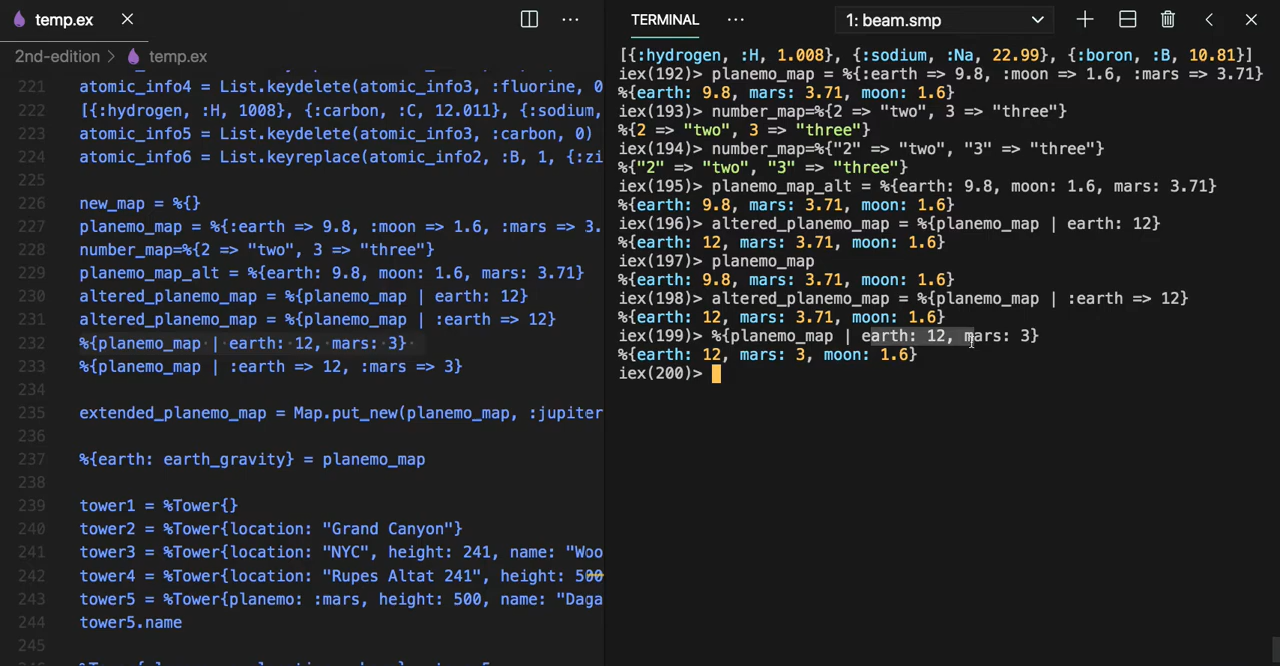 temp.ex
2nd-edition > temp.ex
221 atomic_info4 = List.keydelete(atomic_info3, :fluorine, 0
222 [{:hydrogen, :H, 1008}, {:carbon, :C, 12.011}, {:sodium,
223 atomic_info5 = List.keydelete(atomic_info3, :carbon, 0)
224 atomic_info6 = List.keyreplace(atomic_info2, :B, 1, {:zi
225
226 new_map = %{}
227 planemo_map = %{:earth => 9.8, :moon => 1.6, :mars => 3.
228 number_map=%{2 => "two", 3 => "three"}
229 planemo_map_alt = %{earth: 9.8, moon: 1.6, mars: 3.71}
230 altered_planemo_map = %{planemo_map | earth: 12}
231 altered_planemo_map = %{planemo_map | :earth => 12}
232 %{planemo_map | earth: 12, mars: 3}
233 %{planemo_map | :earth => 12, :mars => 3}
234
235 extended_planemo_map = Map.put_new(planemo_map, :jupiter
236
237 %{earth: earth_gravity} = planemo_map
238
239 tower1 = %Tower{}
240 tower2 = %Tower{location: "Grand Canyon"}
241 tower3 = %Tower{location: "NYC", height: 241, name: "Woo
242 tower4 = %Tower{location: "Rupes Altat 241", height: 500
243 tower5 = %Tower{planemo: :mars, height: 500, name: "Daga
244 tower5.name
245
TERMINAL ... 1: beam.smp
[{:hydrogen, :H, 1.008}, {:sodium, :Na, 22.99}, {:boron, :B, 10.81}]
iex(192)> planemo_map = %{:earth => 9.8, :moon => 1.6, :mars => 3.71}
%{earth: 9.8, mars: 3.71, moon: 1.6}
iex(193)> number_map=%{2 => "two", 3 => "three"}
%{2 => "two", 3 => "three"}
iex(194)> number_map=%{"2" => "two", "3" => "three"}
%{"2" => "two", "3" => "three"}
iex(195)> planemo_map_alt = %{earth: 9.8, moon: 1.6, mars: 3.71}
%{earth: 9.8, mars: 3.71, moon: 1.6}
iex(196)> altered_planemo_map = %{planemo_map | earth: 12}
%{earth: 12, mars: 3.71, moon: 1.6}
iex(197)> planemo_map
%{earth: 9.8, mars: 3.71, moon: 1.6}
iex(198)> altered_planemo_map = %{planemo_map | :earth => 12}
%{earth: 12, mars: 3.71, moon: 1.6}
iex(199)> %{planemo_map | earth: 12, mars: 3}
%{earth: 12, mars: 3, moon: 1.6}
iex(200)>